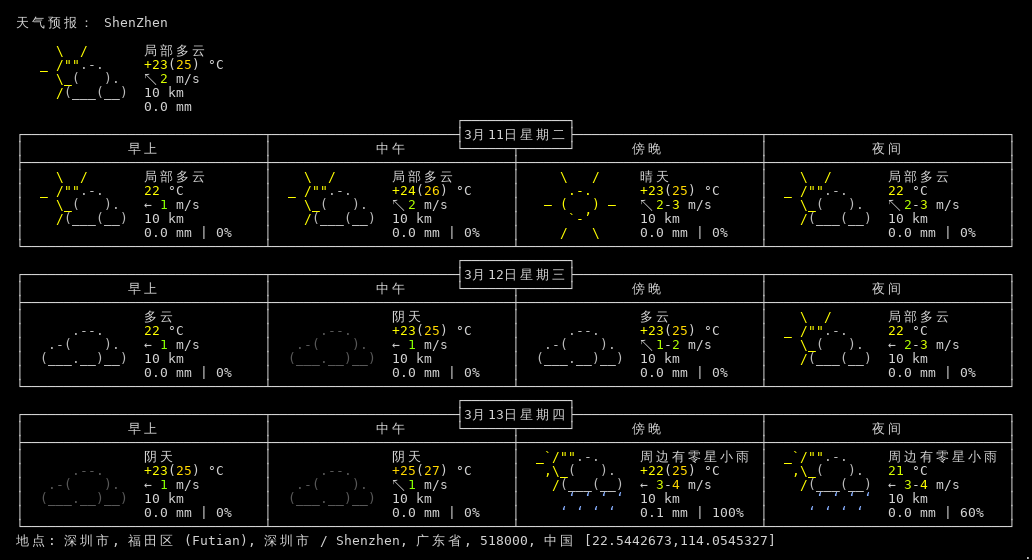 天气预报： ShenZhen
局部多云
+23(25) °C
↖ 2 m/s
10 km
0.0 mm
3月11日星期二
早上 中午 傍晚 夜间
局部多云 局部多云 晴天 局部多云
22 °C +24(26) °C +23(25) °C 22 °C
← 1 m/s ↖ 2 m/s ↖ 2-3 m/s ↖ 2-3 m/s
10 km 10 km 10 km 10 km
0.0 mm | 0% 0.0 mm | 0% 0.0 mm | 0% 0.0 mm | 0%
3月12日星期三
早上 中午 傍晚 夜间
多云 阴天 多云 局部多云
22 °C +23(25) °C +23(25) °C 22 °C
← 1 m/s ← 1 m/s ↖ 1-2 m/s ← 2-3 m/s
10 km 10 km 10 km 10 km
0.0 mm | 0% 0.0 mm | 0% 0.0 mm | 0% 0.0 mm | 0%
3月13日星期四
早上 中午 傍晚 夜间
阴天 阴天 周边有零星小雨 周边有零星小雨
+23(25) °C +25(27) °C +22(25) °C 21 °C
← 1 m/s ↖ 1 m/s ← 3-4 m/s ← 3-4 m/s
10 km 10 km 10 km 10 km
0.0 mm | 0% 0.0 mm | 0% 0.1 mm | 100% 0.0 mm | 60%
地点: 深圳市, 福田区 (Futian), 深圳市 / Shenzhen, 广东省, 518000, 中国 [22.5442673,114.0545327]